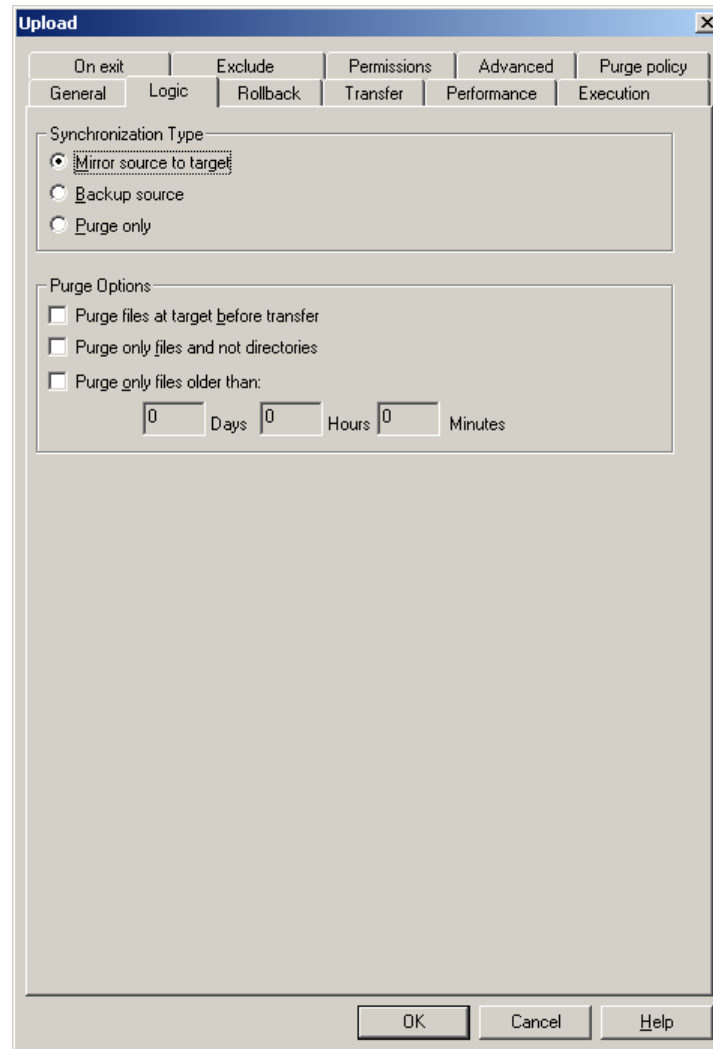 Upload
On exit Exclude Permissions Advanced Purge policy
General Logic Rollback Transfer Performance Execution
Synchronization Type
Mirror source to target
Backup source
Purge only
Purge Options
Purge files at target before transfer
Purge only files and not directories
Purge only files older than:
0 Days 0 Hours 0 Minutes
OK Cancel Help